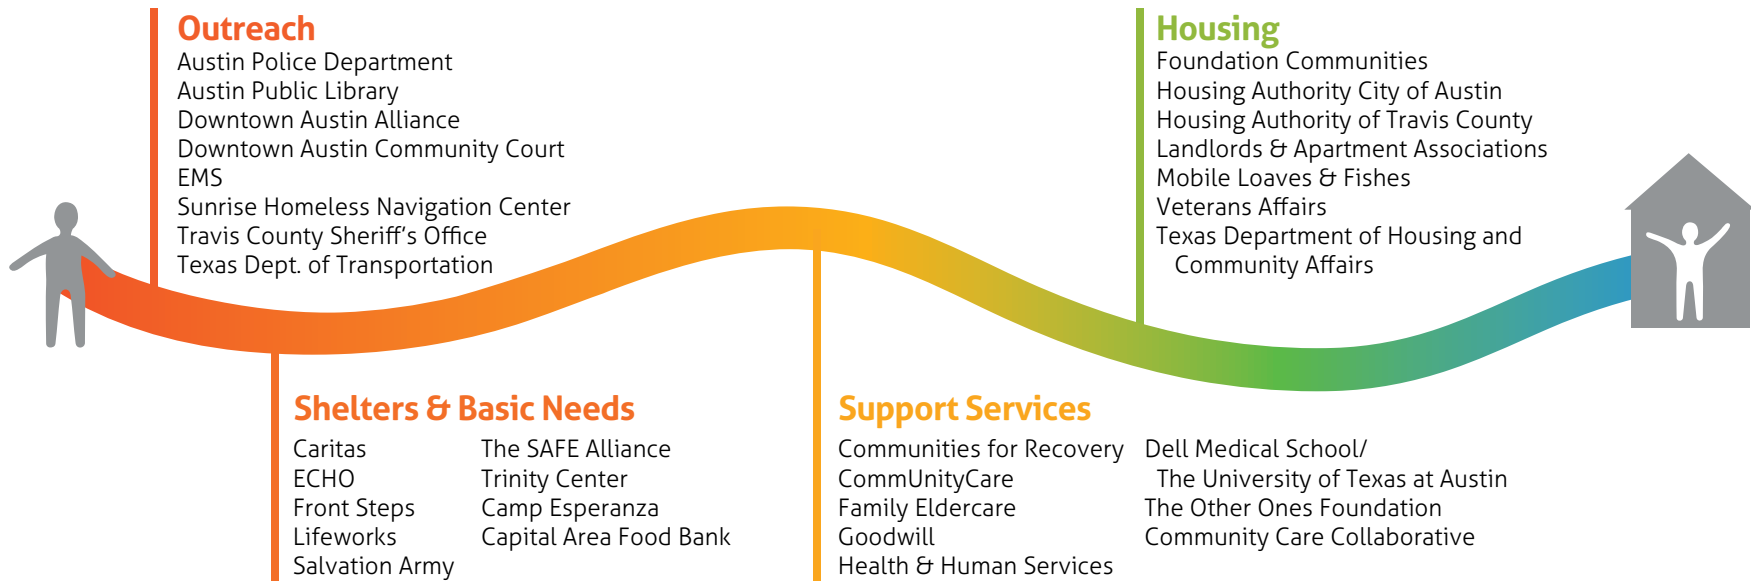 Outreach
Austin Police Department
Austin Public Library
Downtown Austin Alliance
Downtown Austin Community Court
EMS
Sunrise Homeless Navigation Center
Travis County Sheriff's Office
Texas Dept. of Transportation
Housing
Foundation Communities
Housing Authority City of Austin
Housing Authority of Travis County
Landlords & Apartment Associations
Mobile Loaves & Fishes
Veterans Affairs
Texas Department of Housing and
Community Affairs
Shelters & Basic Needs
Caritas
ECHO
Front Steps
Lifeworks
Salvation Army
The SAFE Alliance
Trinity Center
Camp Esperanza
Capital Area Food Bank
Support Services
Communities for Recovery
CommUnityCare
Family Eldercare
Goodwill
Health & Human Services
Dell Medical School/
The University of Texas at Austin
The Other Ones Foundation
Community Care Collaborative